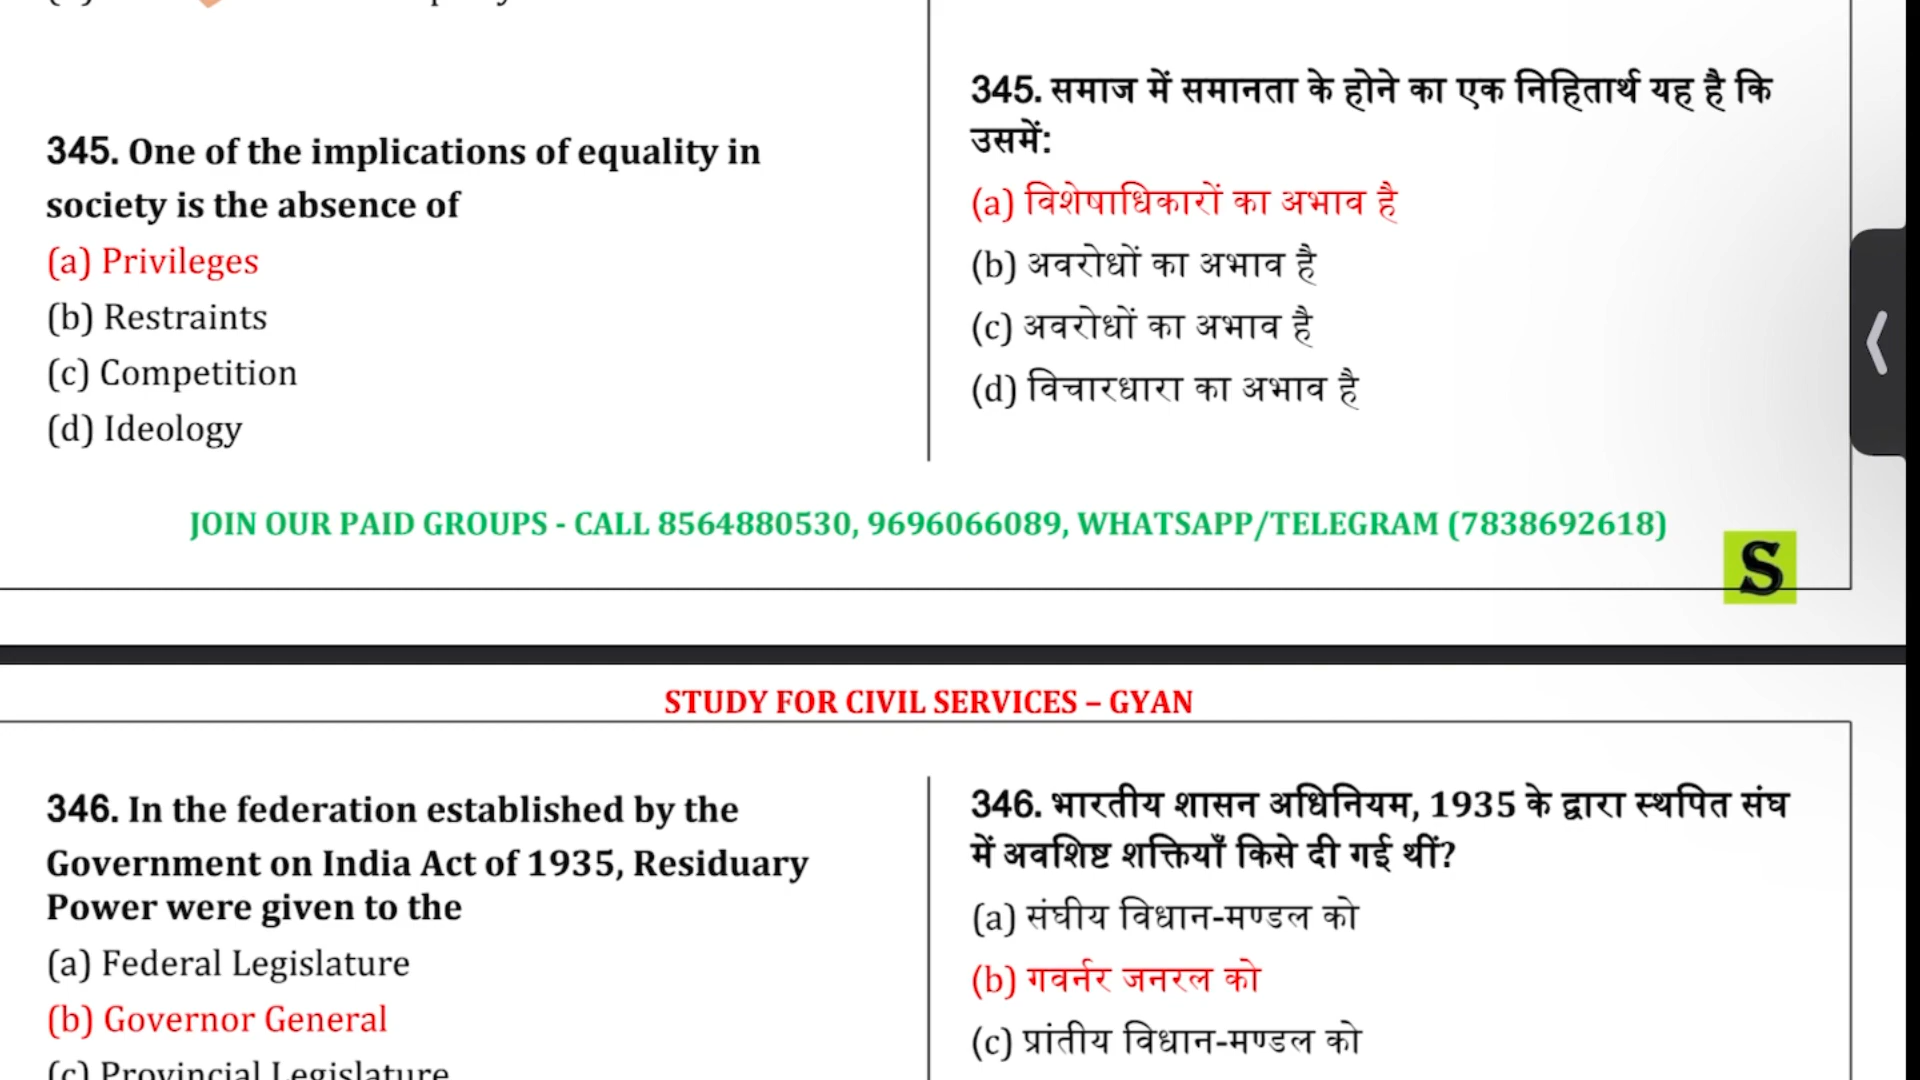 345. One of the implications of equality in
society is the absence of
(a) Privileges
(b) Restraints
(c) Competition
(d) Ideology
345. समाज में समानता के होने का एक निहितार्थ यह है कि
उसमें:
(a) विशेषाधिकारों का अभाव है
(b) अवरोधों का अभाव है
(c) अवरोधों का अभाव है
(d) विचारधारा का अभाव है
JOIN OUR PAID GROUPS - CALL 8564880530, 9696066089, WHATSAPP/TELEGRAM (7838692618)
S
STUDY FOR CIVIL SERVICES – GYAN
346. In the federation established by the
Government on India Act of 1935, Residuary
Power were given to the
(a) Federal Legislature
(b) Governor General
(c) Provincial Legislature
346. भारतीय शासन अधिनियम, 1935 के द्वारा स्थपित संघ
में अवशिष्ट शक्तियाँ किसे दी गई थीं?
(a) संघीय विधान-मण्डल को
(b) गवर्नर जनरल को
(c) प्रांतीय विधान-मण्डल को